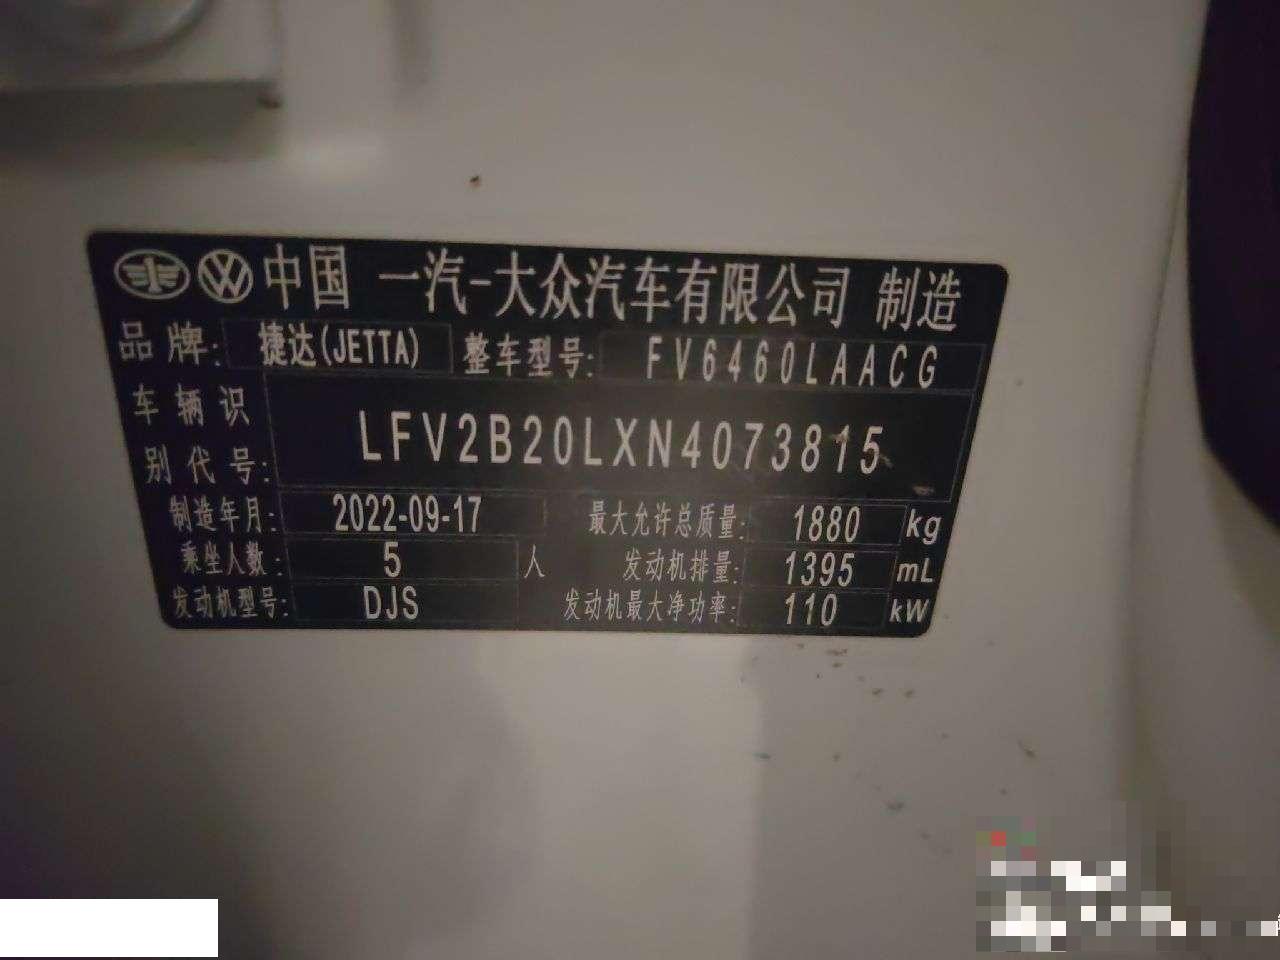 中国 一汽-大众汽车有限公司 制造
品牌: 捷达(JETTA) 整车型号: FV6460LAACG
车辆识别代号: LFV2B20LXN4073815
制造年月: 2022-09-17 最大允许总质量: 1880 kg
乘坐人数: 5 人 发动机排量: 1395 mL
发动机型号: DJS 发动机最大净功率: 110 kW